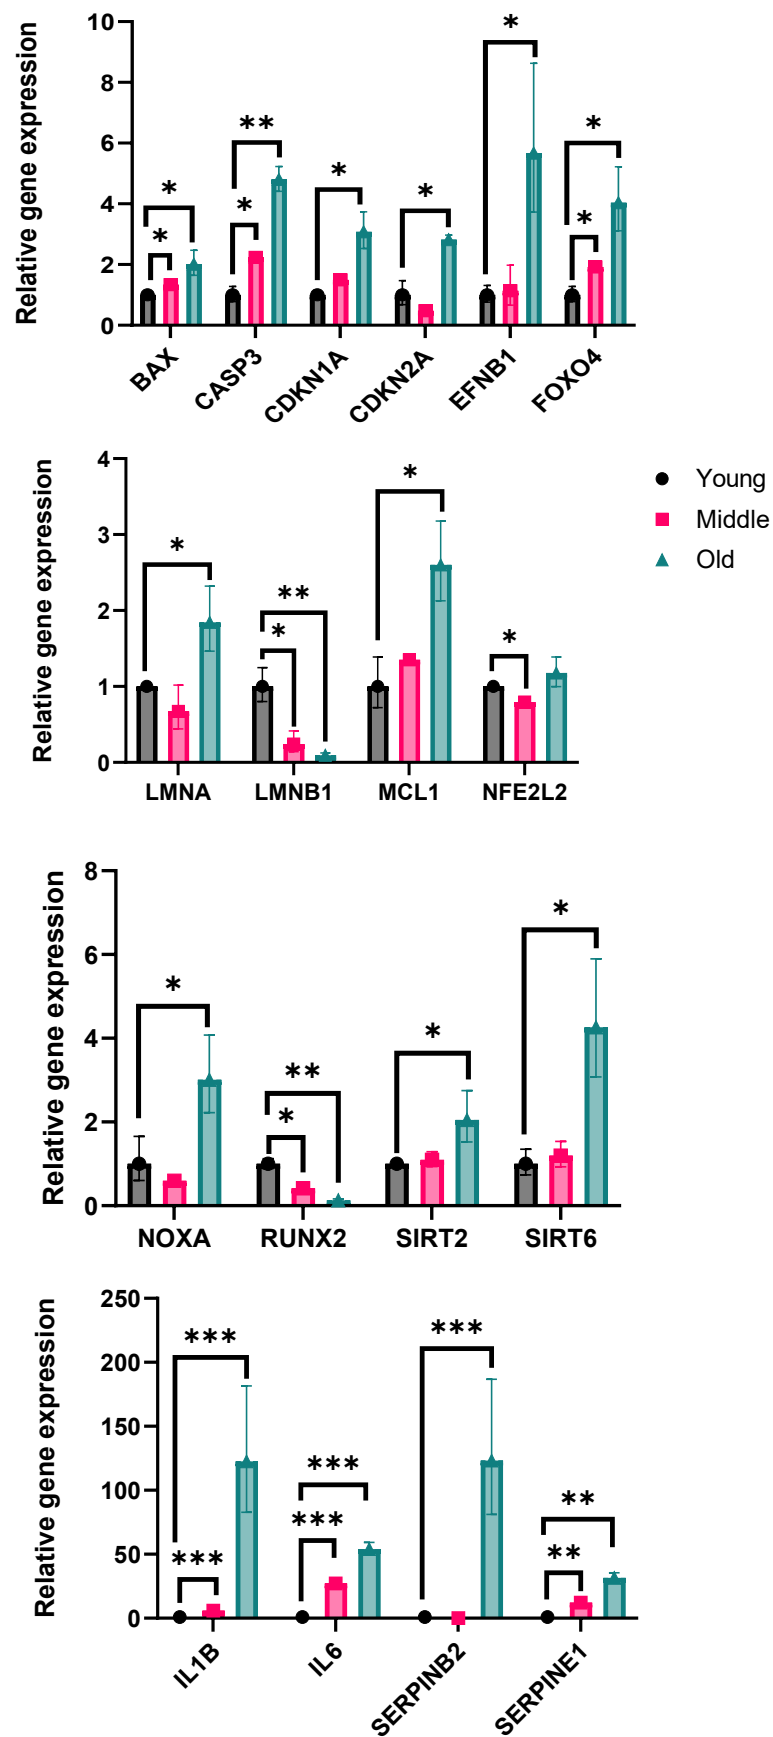 Relative gene expression
10
8
6
4
2
0
*
*
*
**
*
*
*
*
*
BAX
CASP3
CDKN1A
CDKN2A
EFNB1
FOXO4
Relative gene expression
4
3
2
1
0
*
*
**
*
*
LMNA
LMNB1
MCL1
NFE2L2
Young
Middle
Old
Relative gene expression
8
6
4
2
0
*
*
**
*
*
NOXA
RUNX2
SIRT2
SIRT6
Relative gene expression
250
200
150
100
50
0
***
***
***
***
***
**
**
IL1B
IL6
SERPINB2
SERPINE1